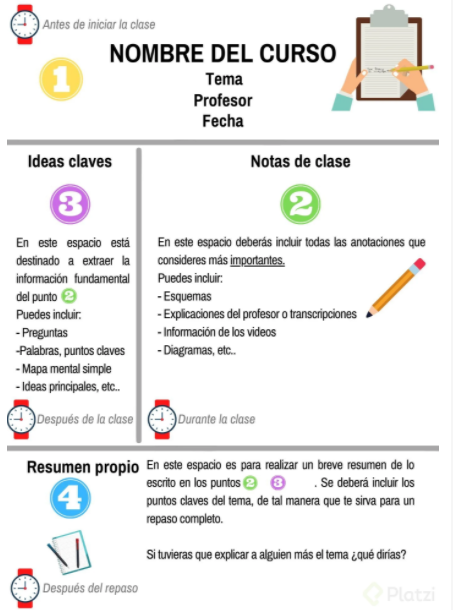 Antes de iniciar la clase
NOMBRE DEL CURSO
1
Tema
Profesor
Fecha
Ideas claves
3
En este espacio está
destinado a extraer la
información fundamental
del punto 2
Puedes incluir:
- Preguntas
-Palabras, puntos claves
- Mapa mental simple
- Ideas principales, etc..
Después de la clase
Notas de clase
2
En este espacio deberás incluir todas las anotaciones que
consideres más importantes.
Puedes incluir:
- Esquemas
- Explicaciones del profesor o transcripciones
- Información de los videos
- Diagramas, etc..
Durante la clase
Resumen propio
4
En este espacio es para realizar un breve resumen de lo
escrito en los puntos 2 3 . Se deberá incluir los
puntos claves del tema, de tal manera que te sirva para un
repaso completo.
Si tuvieras que explicar a alguien más el tema ¿qué dirías?
Después del repaso
Platzi